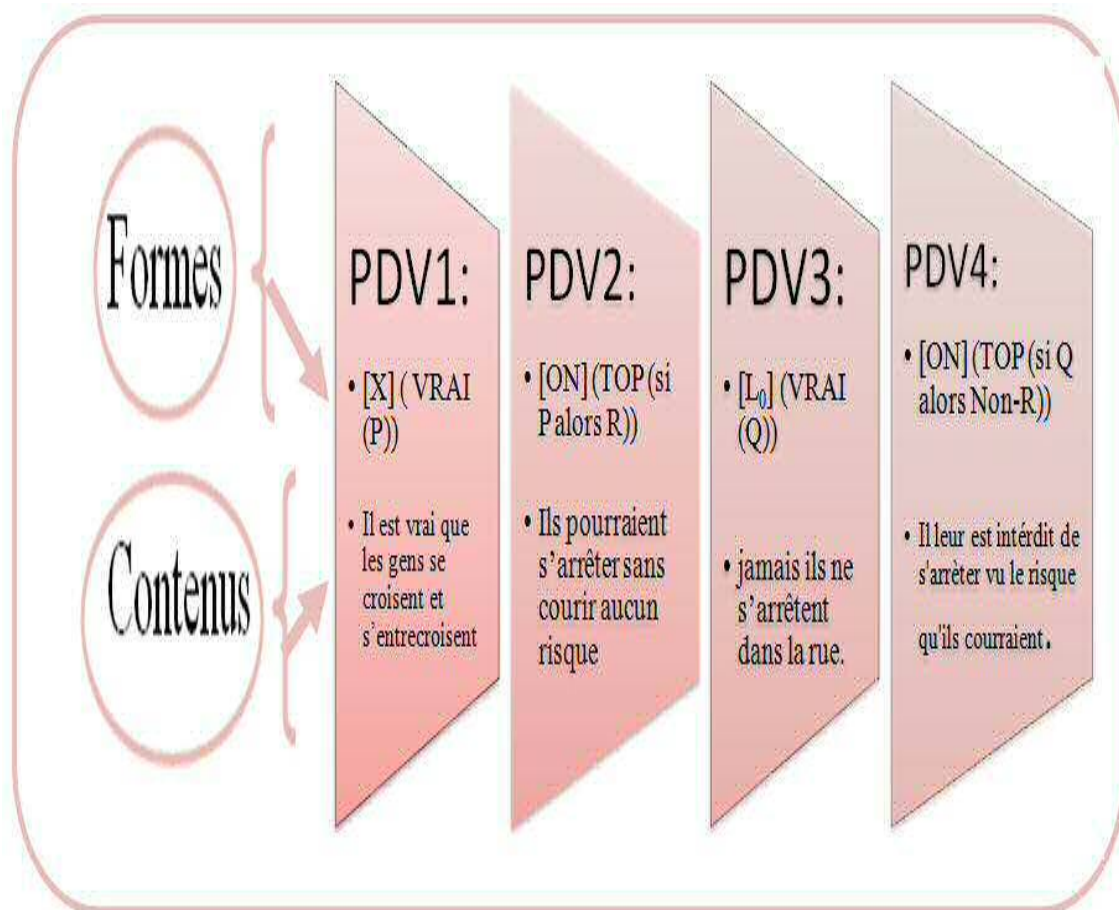 Formes
Contenus
PDV1:
• [X] ( VRAI
(P))
• Il est vrai que
les gens se
croisent et
s’entrecroisent
PDV2:
• [ON] (TOP (si
P alors R))
• Ils pourraient
s’arrêter sans
courir aucun
risque
PDV3:
• [L₀] (VRAI
(Q))
• jamais ils ne
s’arrêtent
dans la rue.
PDV4:
• [ON] (TOP (si Q
alors Non-R))
• Il leur est intérdit de
s'arrèter vu le risque
qu'ils courraient.